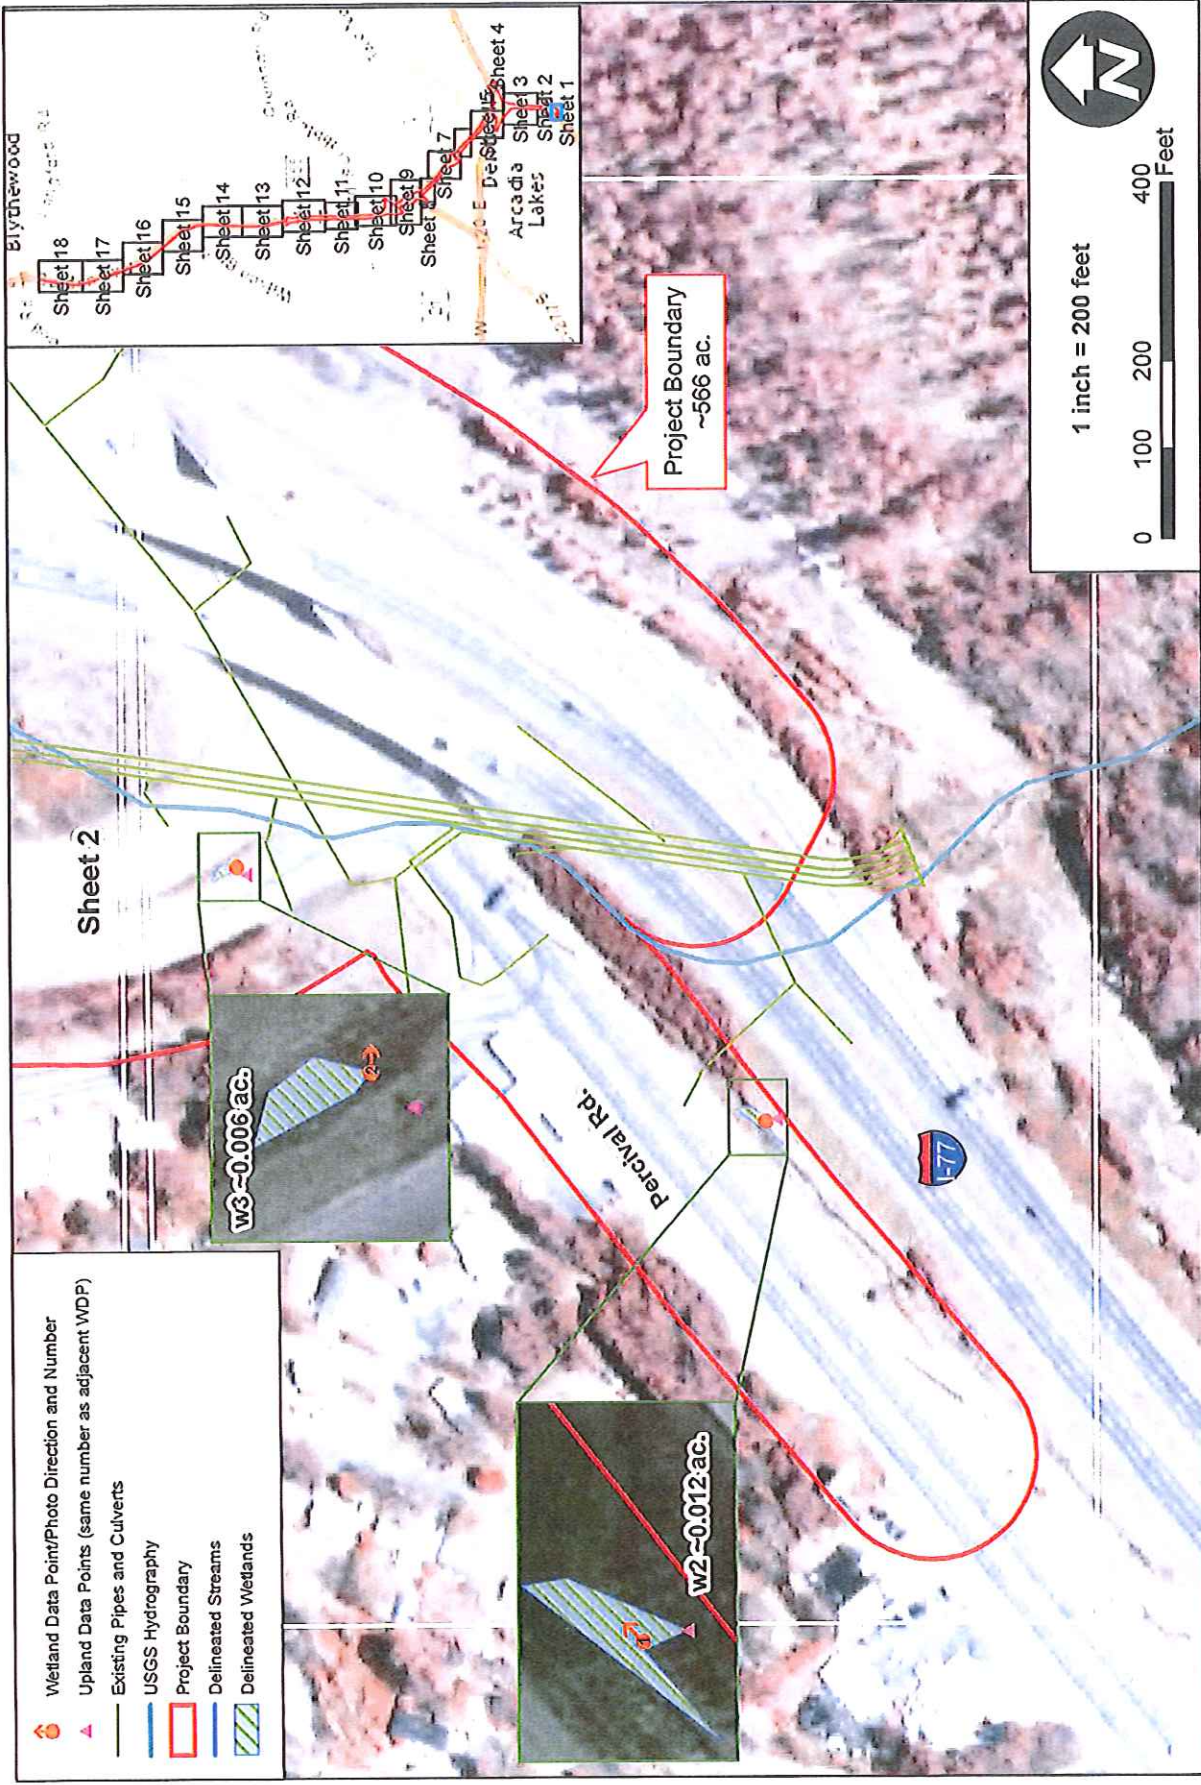 Wetland Data Point/Photo Direction and Number
Upland Data Points (same number as adjacent WDP)
Existing Pipes and Culverts
USGS Hydrography
Project Boundary
Delineated Streams
Delineated Wetlands
w3 ~0.006 ac.
2
Sheet 2
w2 ~0.012 ac.
1
Percival Rd.
I-77
Project Boundary
~566 ac.
Blythewood
Sheet 18
Sheet 17
Sheet 16
Sheet 15
Sheet 14
Sheet 13
Sheet 12
Sheet 11
Sheet 10
Sheet 9
Sheet
Sheet 7
Sheet 5
Sheet 4
Sheet 3
Sheet 2
Sheet 1
Arcadia
Lakes
1 inch = 200 feet
0 100 200 400
Feet
N